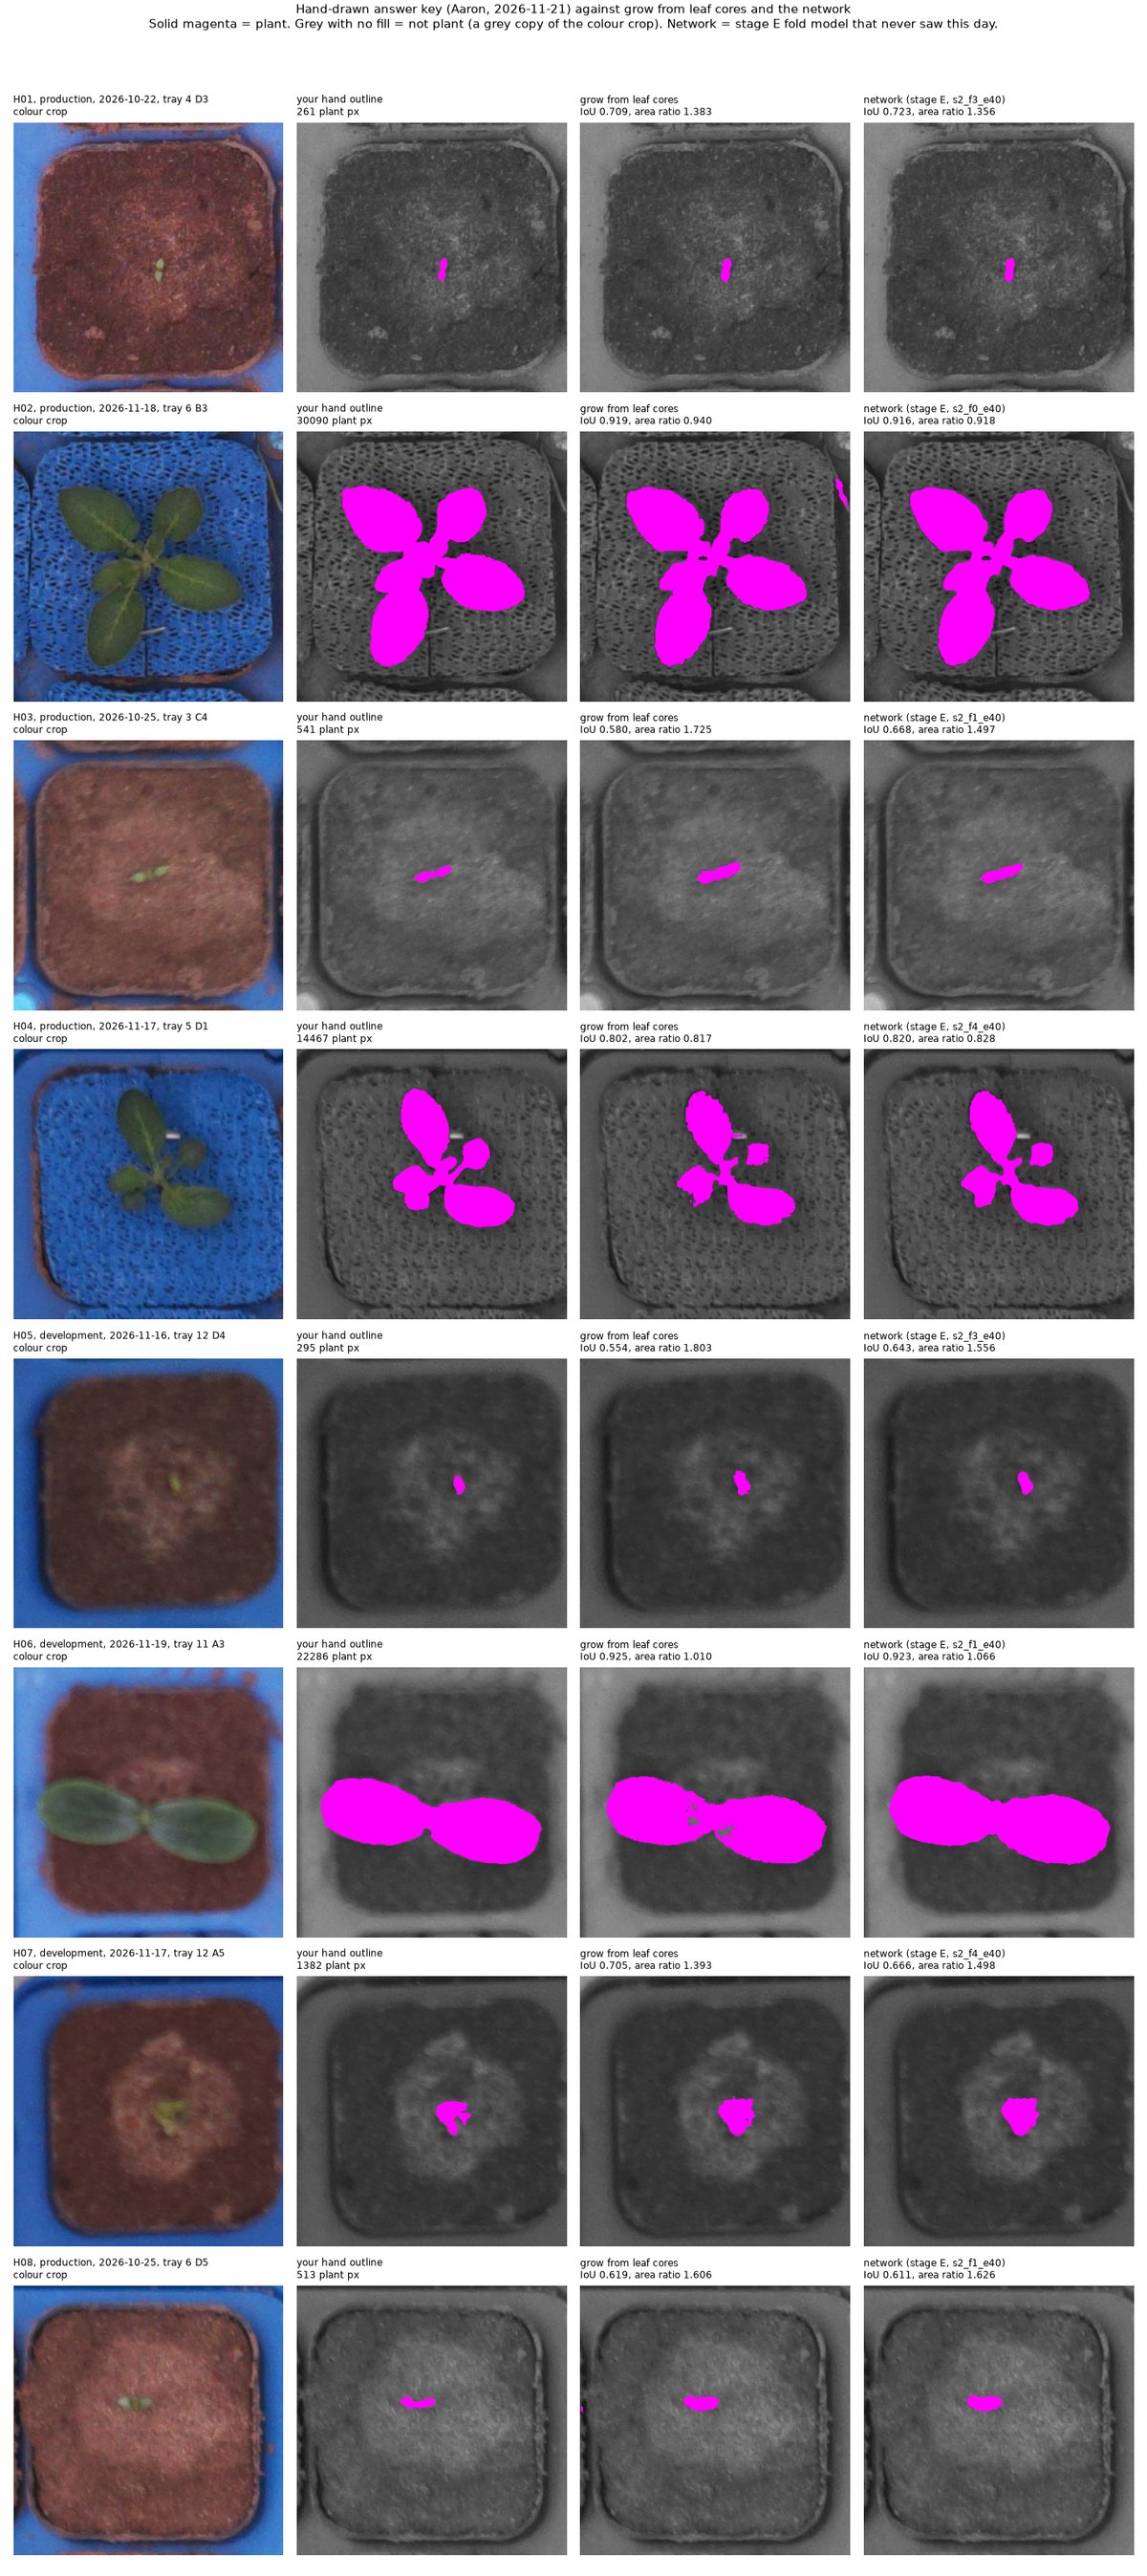 Hand-drawn answer key (Aaron, 2026-11-21) against grow from leaf cores and the network
Solid magenta = plant. Grey with no fill = not plant (a grey copy of the colour crop). Network = stage E fold model that never saw this day.
H01, production, 2026-10-22, tray 4 D3
colour crop
your hand outline
261 plant px
grow from leaf cores
IoU 0.709, area ratio 1.383
network (stage E, s2_f3_e40)
IoU 0.723, area ratio 1.356
H02, production, 2026-11-18, tray 6 B3
colour crop
your hand outline
30090 plant px
grow from leaf cores
IoU 0.919, area ratio 0.940
network (stage E, s2_f0_e40)
IoU 0.916, area ratio 0.918
H03, production, 2026-10-25, tray 3 C4
colour crop
your hand outline
541 plant px
grow from leaf cores
IoU 0.580, area ratio 1.725
network (stage E, s2_f1_e40)
IoU 0.668, area ratio 1.497
H04, production, 2026-11-17, tray 5 D1
colour crop
your hand outline
14467 plant px
grow from leaf cores
IoU 0.802, area ratio 0.817
network (stage E, s2_f4_e40)
IoU 0.820, area ratio 0.828
H05, development, 2026-11-16, tray 12 D4
colour crop
your hand outline
295 plant px
grow from leaf cores
IoU 0.554, area ratio 1.803
network (stage E, s2_f3_e40)
IoU 0.643, area ratio 1.556
H06, development, 2026-11-19, tray 11 A3
colour crop
your hand outline
22286 plant px
grow from leaf cores
IoU 0.925, area ratio 1.010
network (stage E, s2_f1_e40)
IoU 0.923, area ratio 1.066
H07, development, 2026-11-17, tray 12 A5
colour crop
your hand outline
1382 plant px
grow from leaf cores
IoU 0.705, area ratio 1.393
network (stage E, s2_f4_e40)
IoU 0.666, area ratio 1.498
H08, production, 2026-10-25, tray 6 D5
colour crop
your hand outline
513 plant px
grow from leaf cores
IoU 0.619, area ratio 1.606
network (stage E, s2_f1_e40)
IoU 0.611, area ratio 1.626